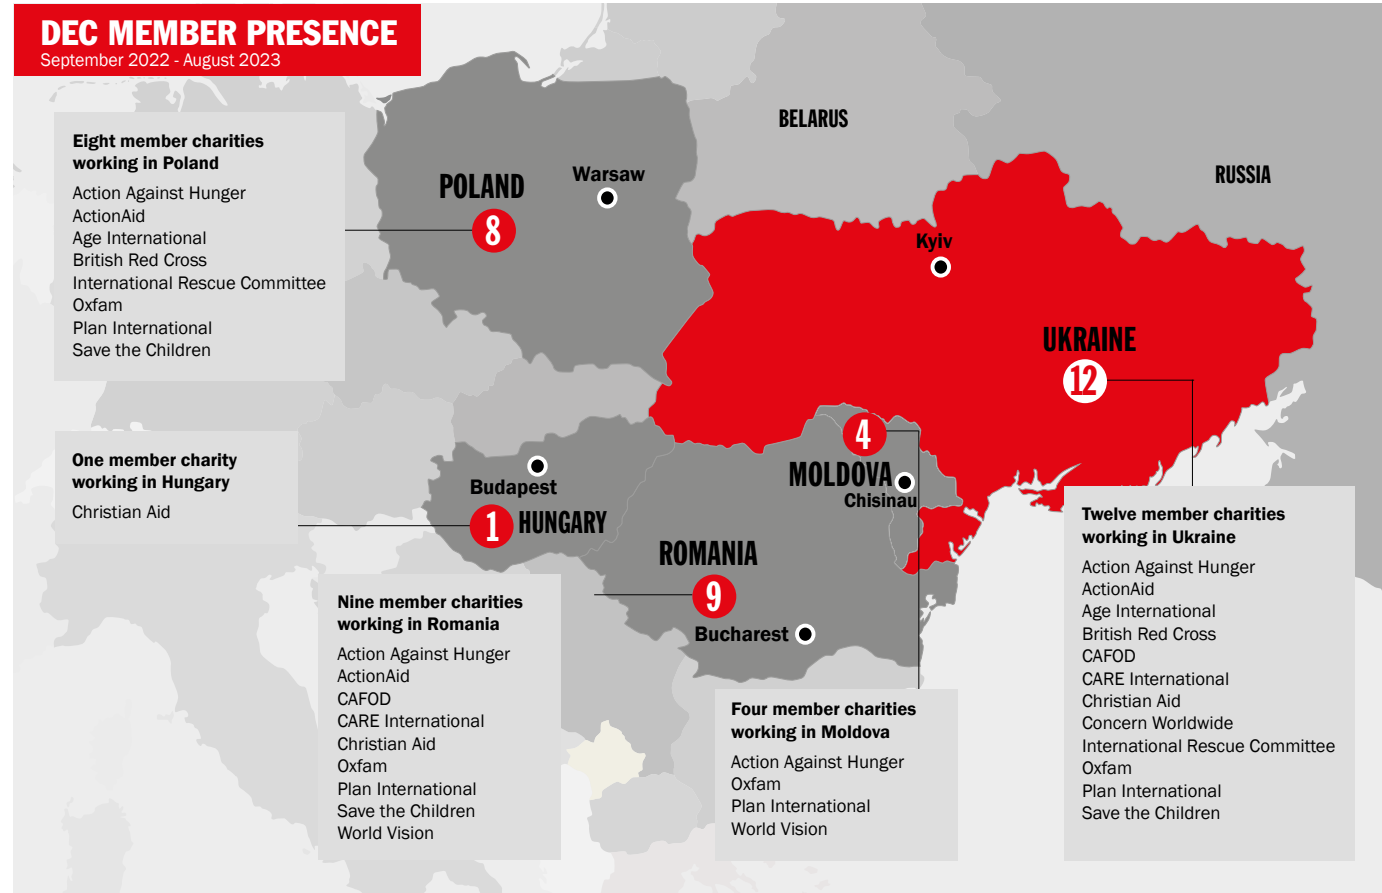 DEC MEMBER PRESENCE
September 2022 - August 2023
BELARUS
RUSSIA
POLAND
8
Warsaw
Kyiv
UKRAINE
12
4
MOLDOVA
Chisinau
Budapest
1
HUNGARY
ROMANIA
9
Bucharest
Eight member charities
working in Poland
Action Against Hunger
ActionAid
Age International
British Red Cross
International Rescue Committee
Oxfam
Plan International
Save the Children
One member charity
working in Hungary
Christian Aid
Nine member charities
working in Romania
Action Against Hunger
ActionAid
CAFOD
CARE International
Christian Aid
Oxfam
Plan International
Save the Children
World Vision
Four member charities
working in Moldova
Action Against Hunger
Oxfam
Plan International
World Vision
Twelve member charities
working in Ukraine
Action Against Hunger
ActionAid
Age International
British Red Cross
CAFOD
CARE International
Christian Aid
Concern Worldwide
International Rescue Committee
Oxfam
Plan International
Save the Children